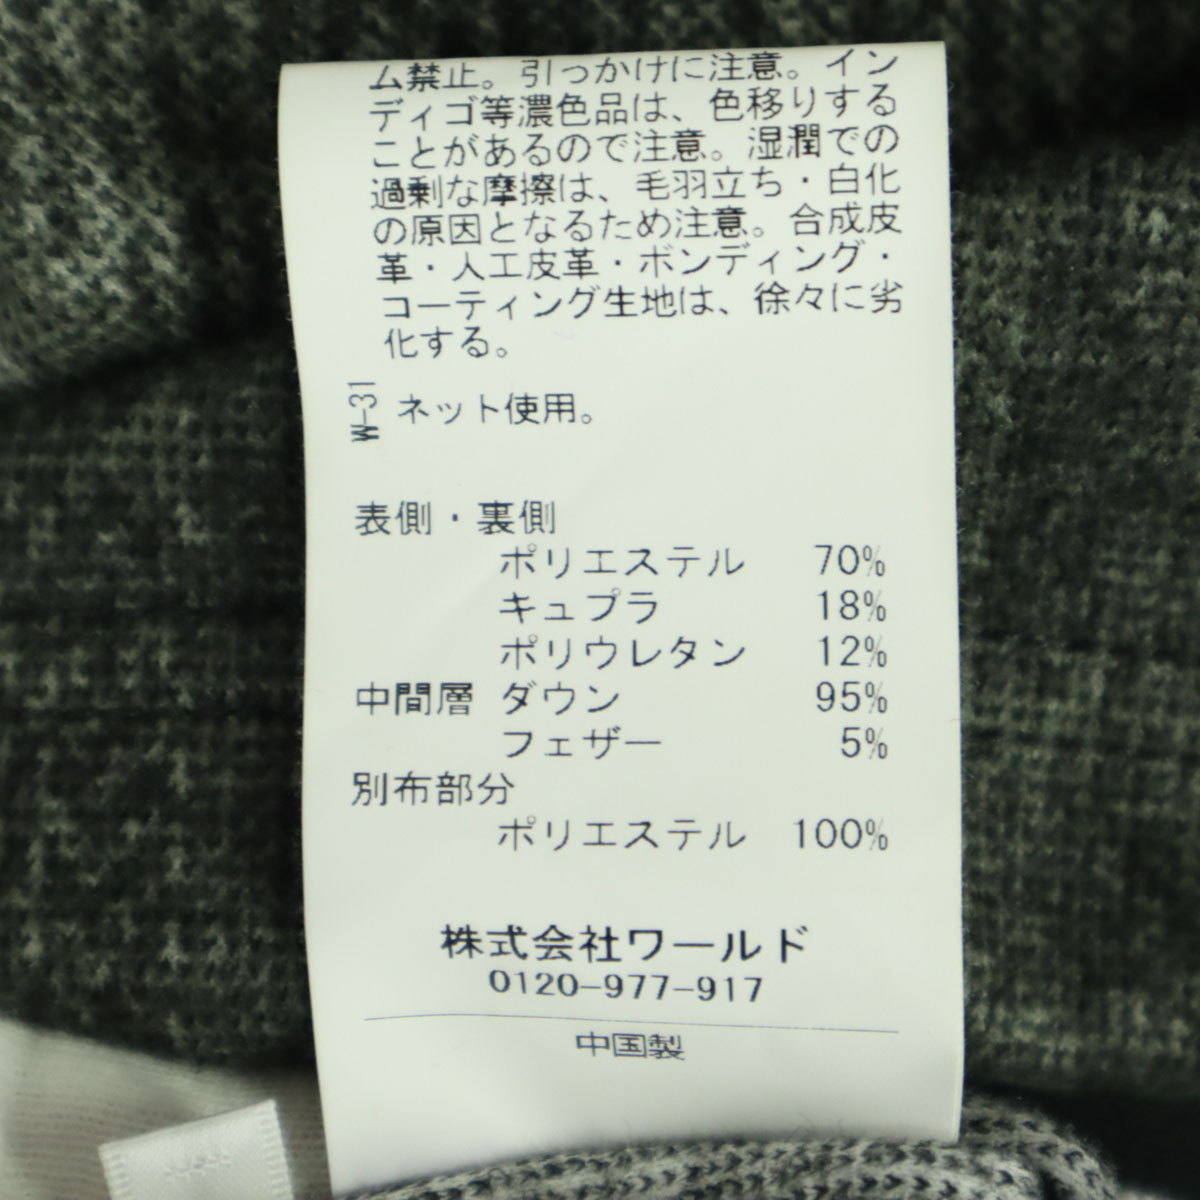 ム禁止。引っかけに注意。イン
ディゴ等濃色品は、色移りする
ことがあるので注意。湿潤での
過剰な摩擦は、毛羽立ち・白化
の原因となるため注意。合成皮
革・人工皮革・ボンディング・
コーティング生地は、徐々に劣
化する。
W-31 ネット使用。
表側・裏側
ポリエステル 70%
キュプラ 18%
ポリウレタン 12%
中間層 ダウン 95%
フェザー 5%
別布部分
ポリエステル 100%
株式会社ワールド
0120-977-917
中国製